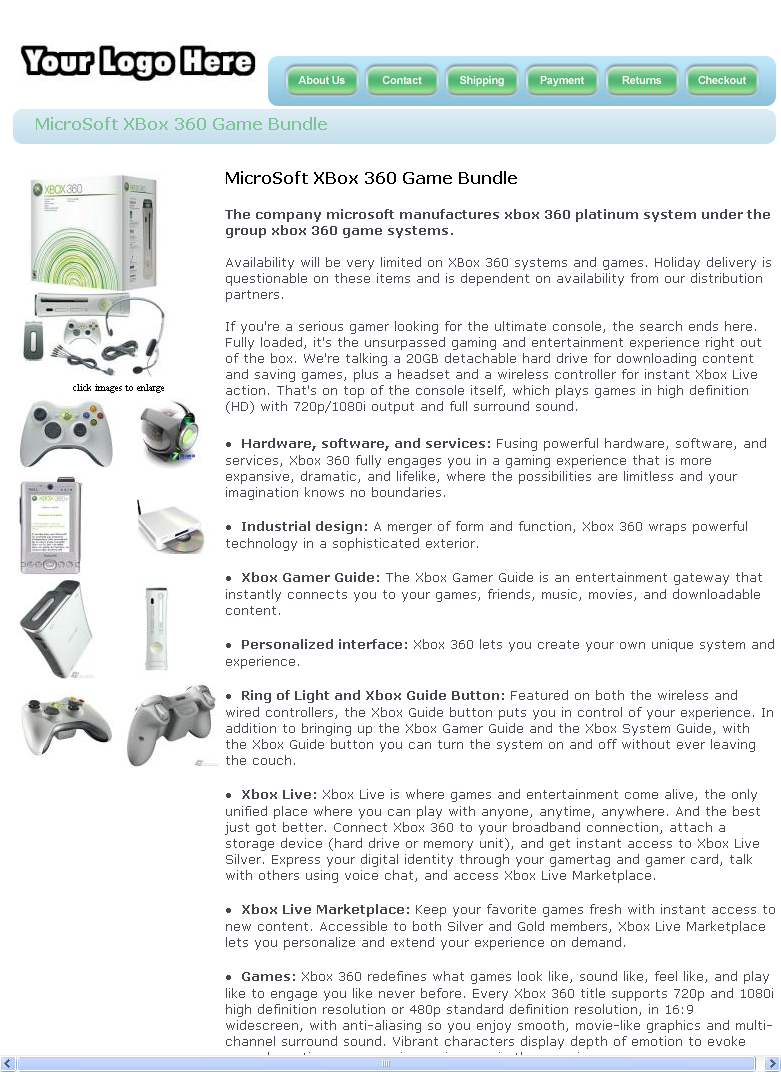 Your Logo Here
About Us Contact Shipping Payment Returns Checkout
MicroSoft XBox 360 Game Bundle
XBOX 360
click images to enlarge
MicroSoft XBox 360 Game Bundle
The company microsoft manufactures xbox 360 platinum system under the
group xbox 360 game systems.
Availability will be very limited on XBox 360 systems and games. Holiday delivery is
questionable on these items and is dependent on availability from our distribution
partners.
If you're a serious gamer looking for the ultimate console, the search ends here.
Fully loaded, it's the unsurpassed gaming and entertainment experience right out
of the box. We're talking a 20GB detachable hard drive for downloading content
and saving games, plus a headset and a wireless controller for instant Xbox Live
action. That's on top of the console itself, which plays games in high definition
(HD) with 720p/1080i output and full surround sound.
• Hardware, software, and services: Fusing powerful hardware, software, and
services, Xbox 360 fully engages you in a gaming experience that is more
expansive, dramatic, and lifelike, where the possibilities are limitless and your
imagination knows no boundaries.
• Industrial design: A merger of form and function, Xbox 360 wraps powerful
technology in a sophisticated exterior.
• Xbox Gamer Guide: The Xbox Gamer Guide is an entertainment gateway that
instantly connects you to your games, friends, music, movies, and downloadable
content.
• Personalized interface: Xbox 360 lets you create your own unique system and
experience.
• Ring of Light and Xbox Guide Button: Featured on both the wireless and
wired controllers, the Xbox Guide button puts you in control of your experience. In
addition to bringing up the Xbox Gamer Guide and the Xbox System Guide, with
the Xbox Guide button you can turn the system on and off without ever leaving
the couch.
• Xbox Live: Xbox Live is where games and entertainment come alive, the only
unified place where you can play with anyone, anytime, anywhere. And the best
just got better. Connect Xbox 360 to your broadband connection, attach a
storage device (hard drive or memory unit), and get instant access to Xbox Live
Silver. Express your digital identity through your gamertag and gamer card, talk
with others using voice chat, and access Xbox Live Marketplace.
• Xbox Live Marketplace: Keep your favorite games fresh with instant access to
new content. Accessible to both Silver and Gold members, Xbox Live Marketplace
lets you personalize and extend your experience on demand.
• Games: Xbox 360 redefines what games look like, sound like, feel like, and play
like to engage you like never before. Every Xbox 360 title supports 720p and 1080i
high definition resolution or 480p standard definition resolution, in 16:9
widescreen, with anti-aliasing so you enjoy smooth, movie-like graphics and multi-
channel surround sound. Vibrant characters display depth of emotion to evoke